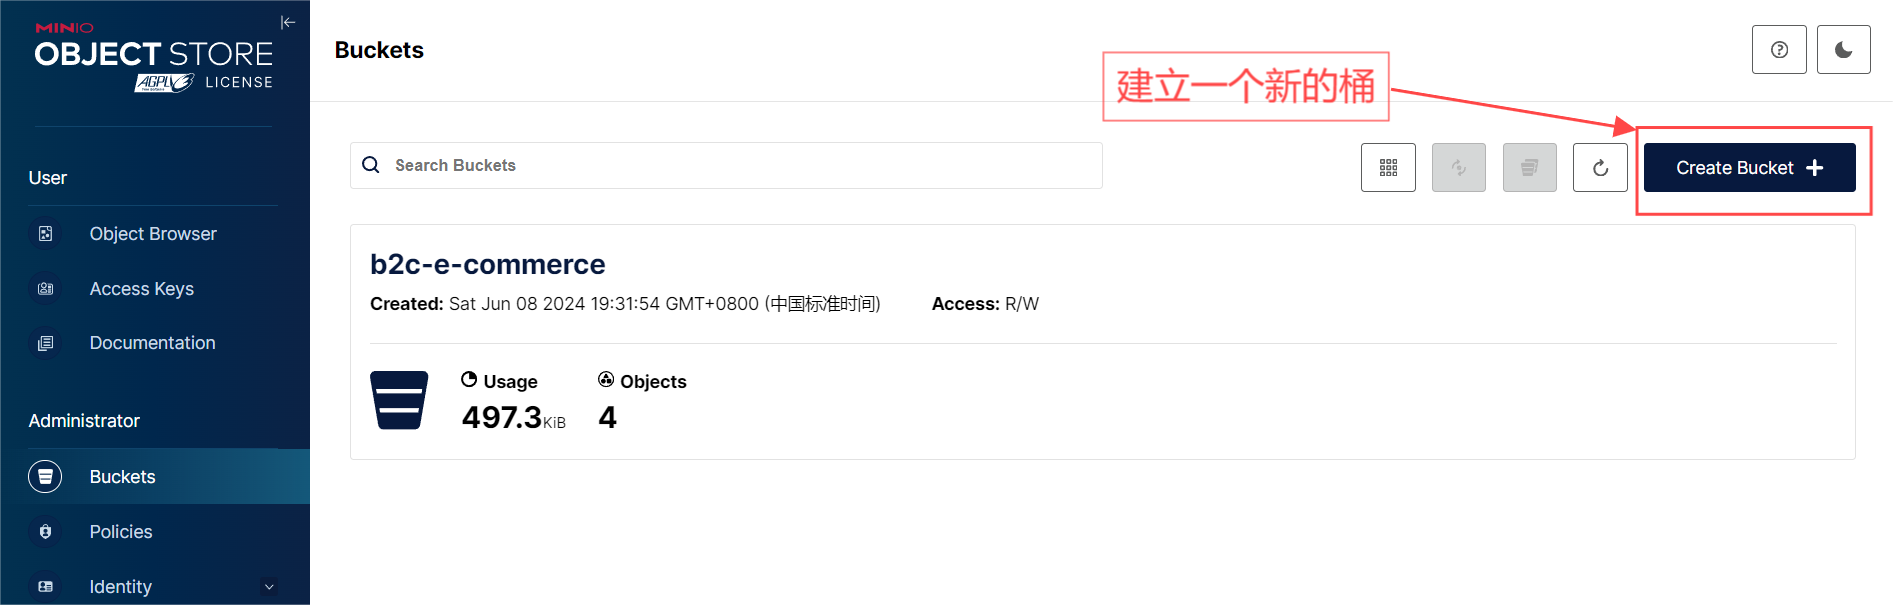 MINIO
OBJECT STORE
AGPL V3 LICENSE
User
Object Browser
Access Keys
Documentation
Administrator
Buckets
Policies
Identity
Buckets
建立一个新的桶
Search Buckets
Create Bucket +
b2c-e-commerce
Created: Sat Jun 08 2024 19:31:54 GMT+0800 (中国标准时间) Access: R/W
Usage Objects
497.3KiB 4